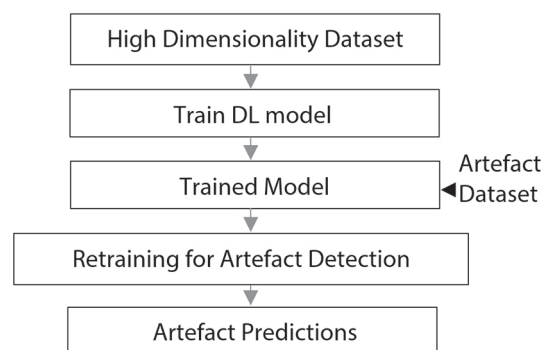 High Dimensionality Dataset
Train DL model
Trained Model
Artefact
Dataset
Retraining for Artefact Detection
Artefact Predictions